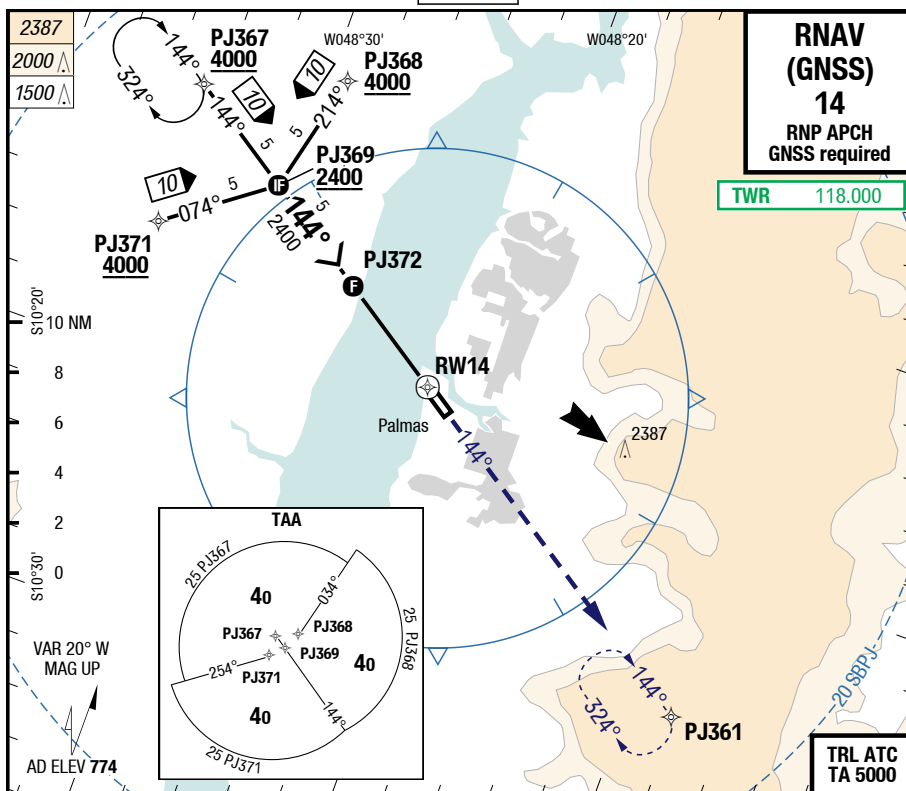 2387
2000
1500
RNAV
(GNSS)
14
RNP APCH
GNSS required
TWR 118.000
W048°30'
W048°20'
PJ367
4000
144°
324°
144°
10
5
PJ368
4000
214°
10
5
PJ369
2400
IF
PJ371
4000
074°
10
5
144°
2400
5
PJ372
F
RW14
Palmas
144°
2387
S10°20'
10 NM
8
6
4
2
0
S10°30'
TAA
25 PJ367
40
034°
PJ367
PJ368
PJ369
254°
PJ371
40
25 PJ368
40
144°
25 PJ371
144°
324°
PJ361
20 SBPJ
VAR 20° W
MAG UP
AD ELEV 774
TRL ATC
TA 5000